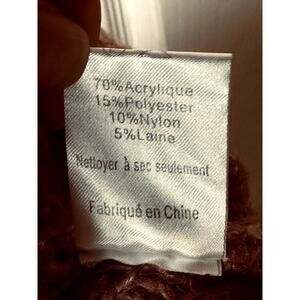 70%Acrylique
15%Polyester
10%Nylon
5%Laine
Nettoyer à sec seulement
Fabriqué en Chine